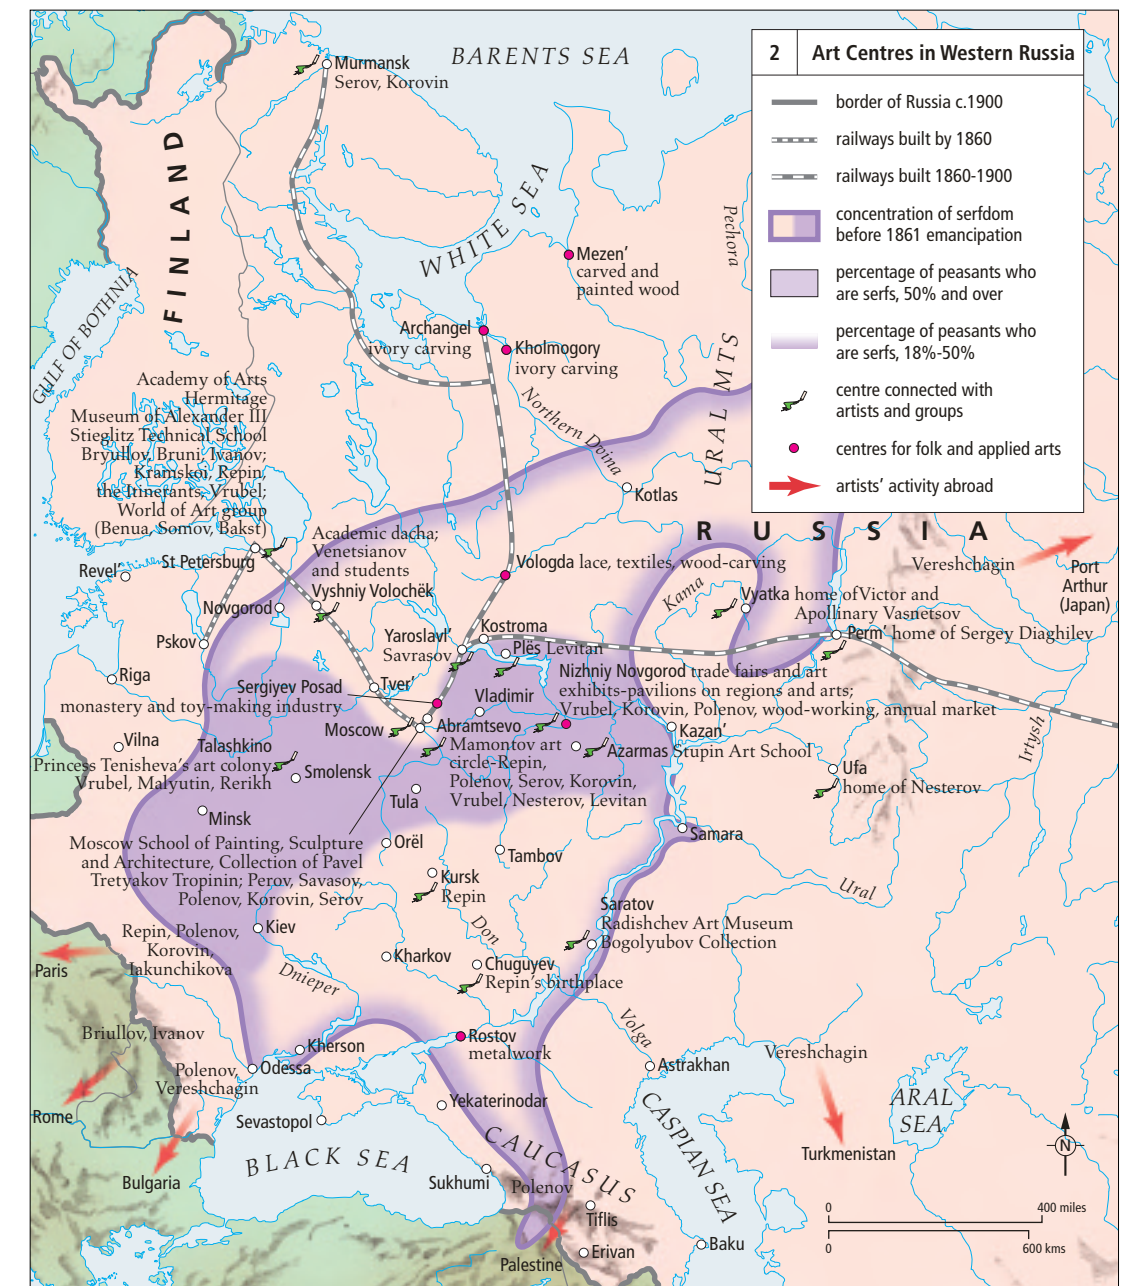 BARENTS SEA
2 Art Centres in Western Russia
border of Russia c.1900
railways built by 1860
railways built 1860-1900
concentration of serfdom
before 1861 emancipation
percentage of peasants who
are serfs, 50% and over
percentage of peasants who
are serfs, 18%-50%
centre connected with
artists and groups
centres for folk and applied arts
artists' activity abroad
Murmansk
Serov, Korovin
FINLAND
WHITE SEA
Pechora
Mezen'
carved and
painted wood
GULF OF BOTHNIA
Archangel
ivory carving
Kholmogory
ivory carving
URAL MTS
Northern Dvina
Academy of Arts
Hermitage
Museum of Alexander III
Stieglitz Technical School
Bryullov, Bruni, Ivanov;
Kramskoi, Repin,
the Itinerants, Vrubel;
World of Art group
(Benua, Somov, Bakst)
Kotlas
RUSSIA
St Petersburg
Academic dacha;
Venetsianov
and students
Vyshniy Volochëk
Revel'
Novgorod
Pskov
Vologda lace, textiles, wood-carving
Vereshchagin
Port
Arthur
(Japan)
Kama
Vyatka home of Victor and
Apollinary Vasnetsov
Perm' home of Sergey Diaghilev
Kostroma
Yaroslavl'
Savrasov
Plës Levitan
Riga
Sergiyev Posad
monastery and toy-making industry
Tver'
Vladimir
Nizhniy Novgorod trade fairs and art
exhibits-pavilions on regions and arts;
Vrubel, Korovin, Polenov, wood-working, annual market
Moscow
Abramtsevo
Mamontov art
circle-Repin,
Polenov, Serov, Korovin,
Vrubel, Nesterov, Levitan
Kazan'
Azarmas Stupin Art School
Irtysh
Vilna
Talashkino
Princess Tenisheva's art colony
Vrubel, Malyutin, Rerikh
Smolensk
Ufa
home of Nesterov
Tula
Minsk
Samara
Moscow School of Painting, Sculpture
and Architecture, Collection of Pavel
Tretyakov Tropinin; Perov, Savasov,
Polenov, Korovin, Serov
Orël
Tambov
Kursk
Repin
Ural
Don
Saratov
Radishchev Art Museum
Bogolyubov Collection
Kiev
Repin, Polenov,
Korovin,
Iakunchikova
Paris
Kharkov
Chuguyev
Repin's birthplace
Dnieper
Volga
Briullov, Ivanov
Rostov
metalwork
Kherson
Odessa
Polenov,
Vereshchagin
Astrakhan
Vereshchagin
ARAL
SEA
Rome
Yekaterinodar
Sevastopol
CAUCASUS
CASPIAN SEA
N
Turkmenistan
BLACK SEA
Bulgaria
Sukhumi
Polenov
Tiflis
0 400 miles
0 600 kms
Palestine
Erivan
Baku